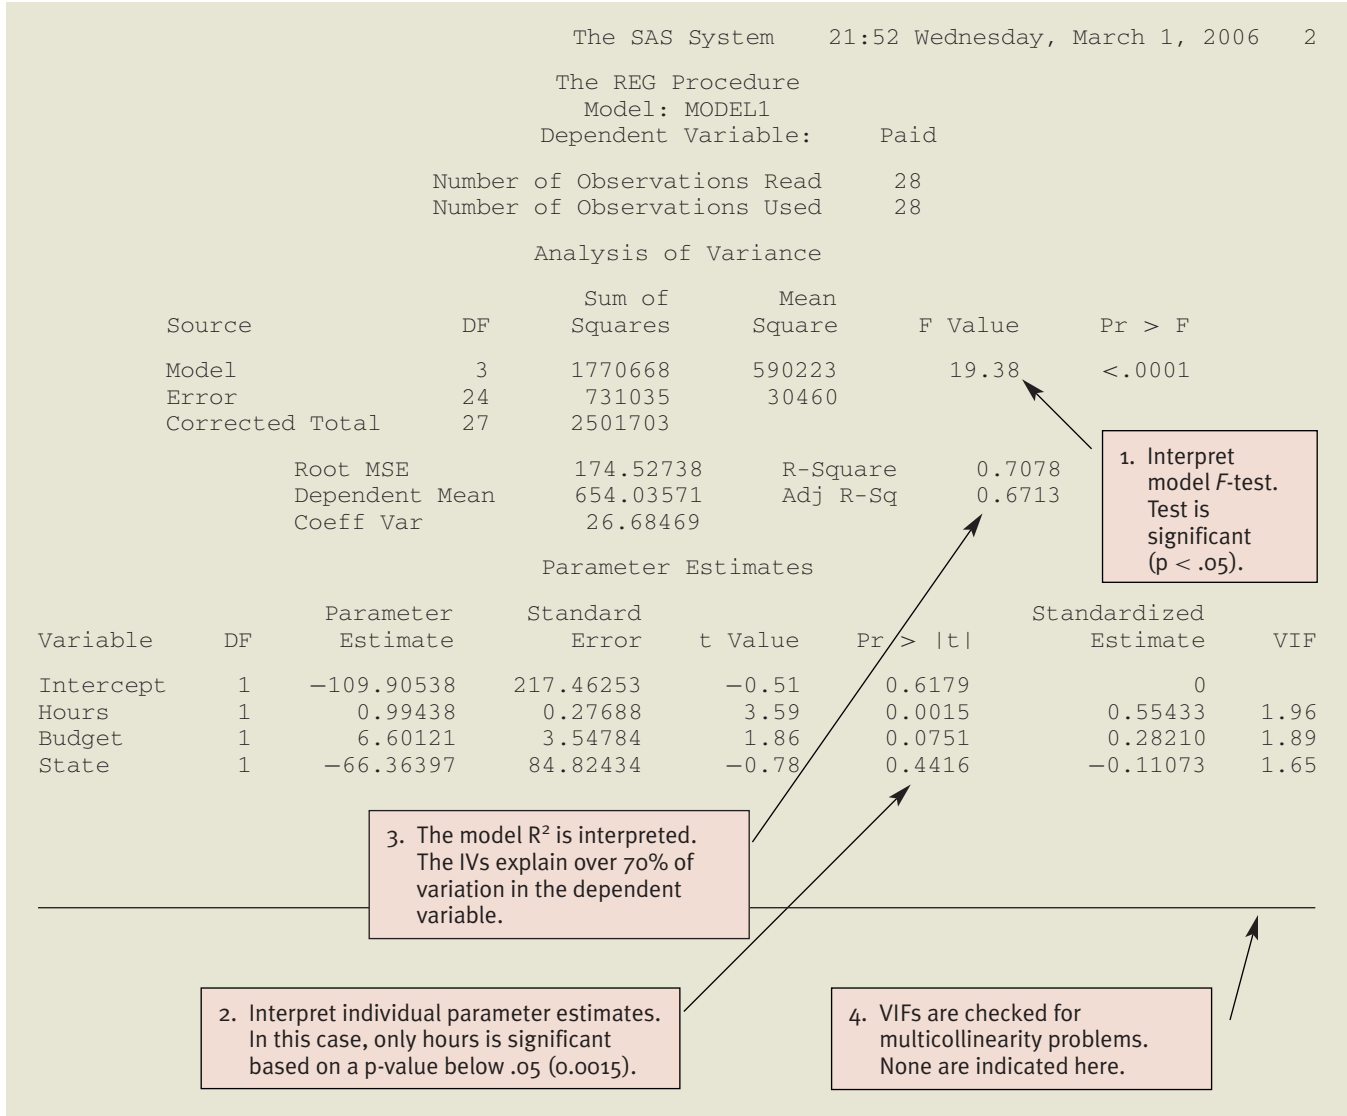 The SAS System 21:52 Wednesday, March 1, 2006 2
The REG Procedure
Model: MODEL1
Dependent Variable: Paid
Number of Observations Read 28
Number of Observations Used 28
Analysis of Variance
Sum of Mean
Source DF Squares Square F Value Pr > F
Model 3 1770668 590223 19.38 <.0001
Error 24 731035 30460
Corrected Total 27 2501703
Root MSE 174.52738 R-Square 0.7078
Dependent Mean 654.03571 Adj R-Sq 0.6713
Coeff Var 26.68469
1. Interpret
model F-test.
Test is
significant
(p < .05).
Parameter Estimates
Parameter Standard Standardized
Variable DF Estimate Error t Value Pr > |t| Estimate VIF
Intercept 1 −109.90538 217.46253 −0.51 0.6179 0
Hours 1 0.99438 0.27688 3.59 0.0015 0.55433 1.96
Budget 1 6.60121 3.54784 1.86 0.0751 0.28210 1.89
State 1 −66.36397 84.82434 −0.78 0.4416 −0.11073 1.65
3. The model R² is interpreted.
The IVs explain over 70% of
variation in the dependent
variable.
2. Interpret individual parameter estimates.
In this case, only hours is significant
based on a p-value below .05 (0.0015).
4. VIFs are checked for
multicollinearity problems.
None are indicated here.